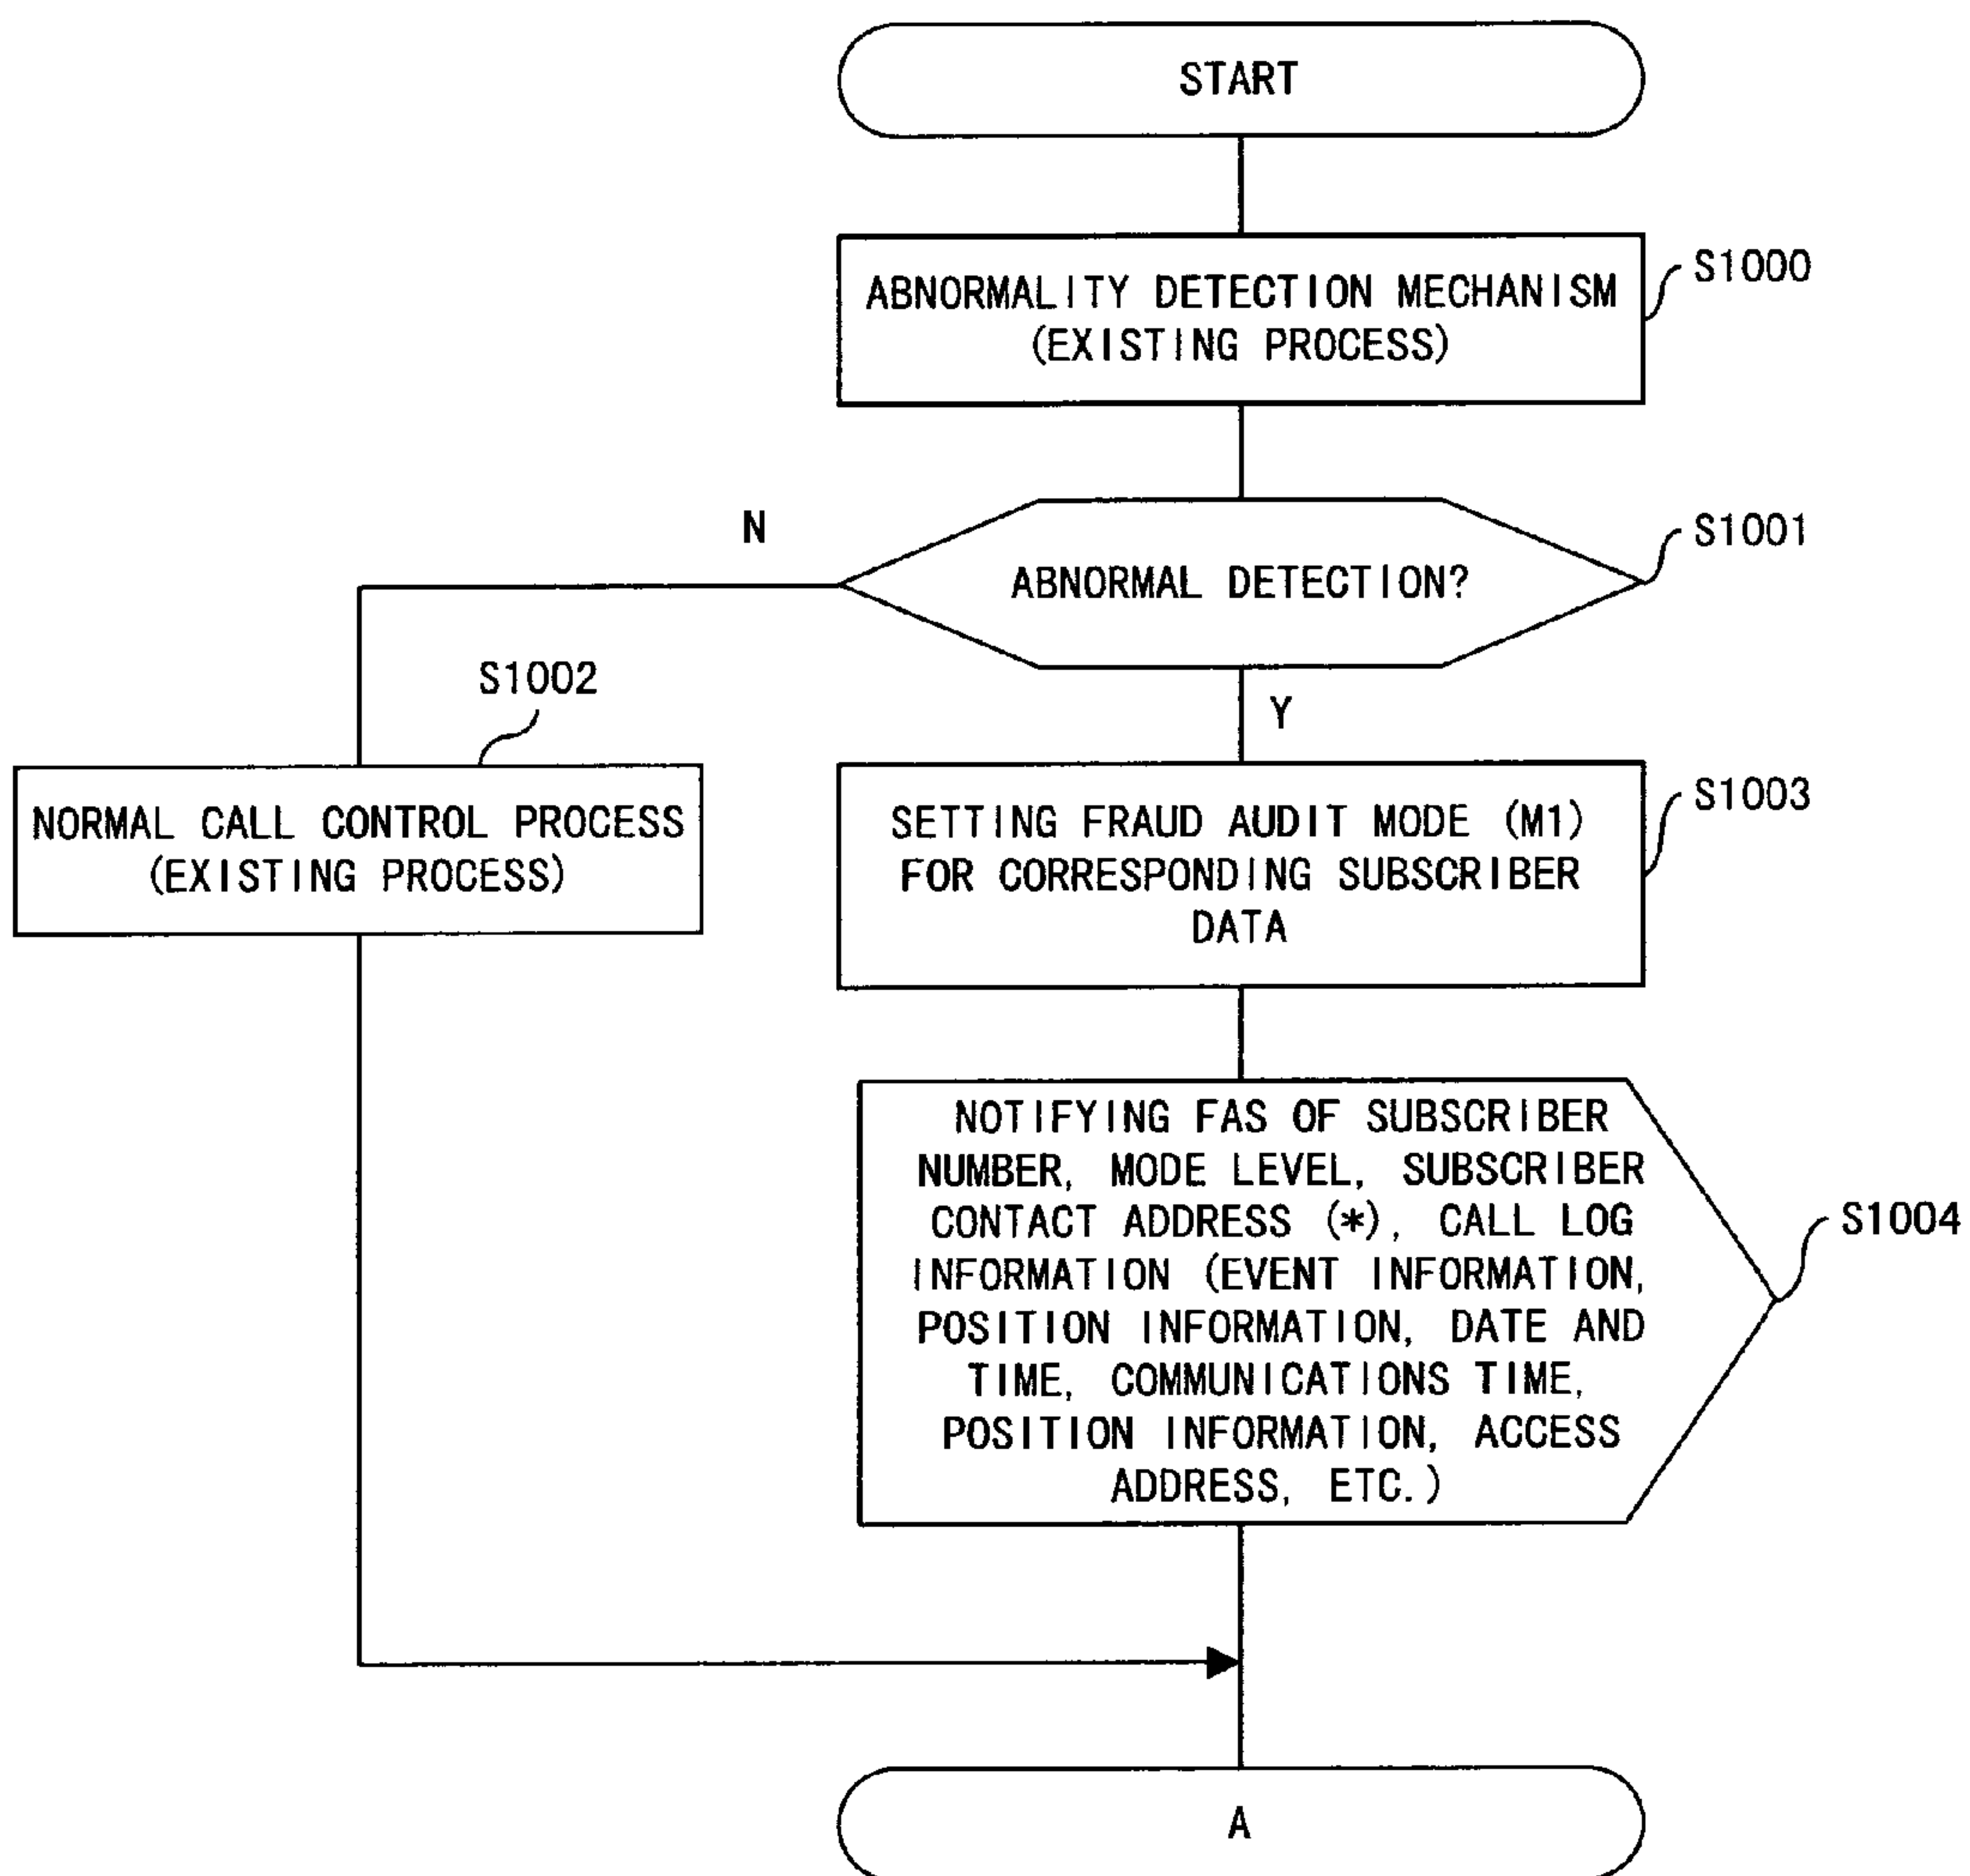 START
ABNORMALITY DETECTION MECHANISM
(EXISTING PROCESS)
S1000
N
ABNORMAL DETECTION?
S1001
Y
S1002
NORMAL CALL CONTROL PROCESS
(EXISTING PROCESS)
SETTING FRAUD AUDIT MODE (M1)
FOR CORRESPONDING SUBSCRIBER
DATA
S1003
NOTIFYING FAS OF SUBSCRIBER
NUMBER, MODE LEVEL, SUBSCRIBER
CONTACT ADDRESS (*), CALL LOG
INFORMATION (EVENT INFORMATION,
POSITION INFORMATION, DATE AND
TIME, COMMUNICATIONS TIME,
POSITION INFORMATION, ACCESS
ADDRESS, ETC.)
S1004
A